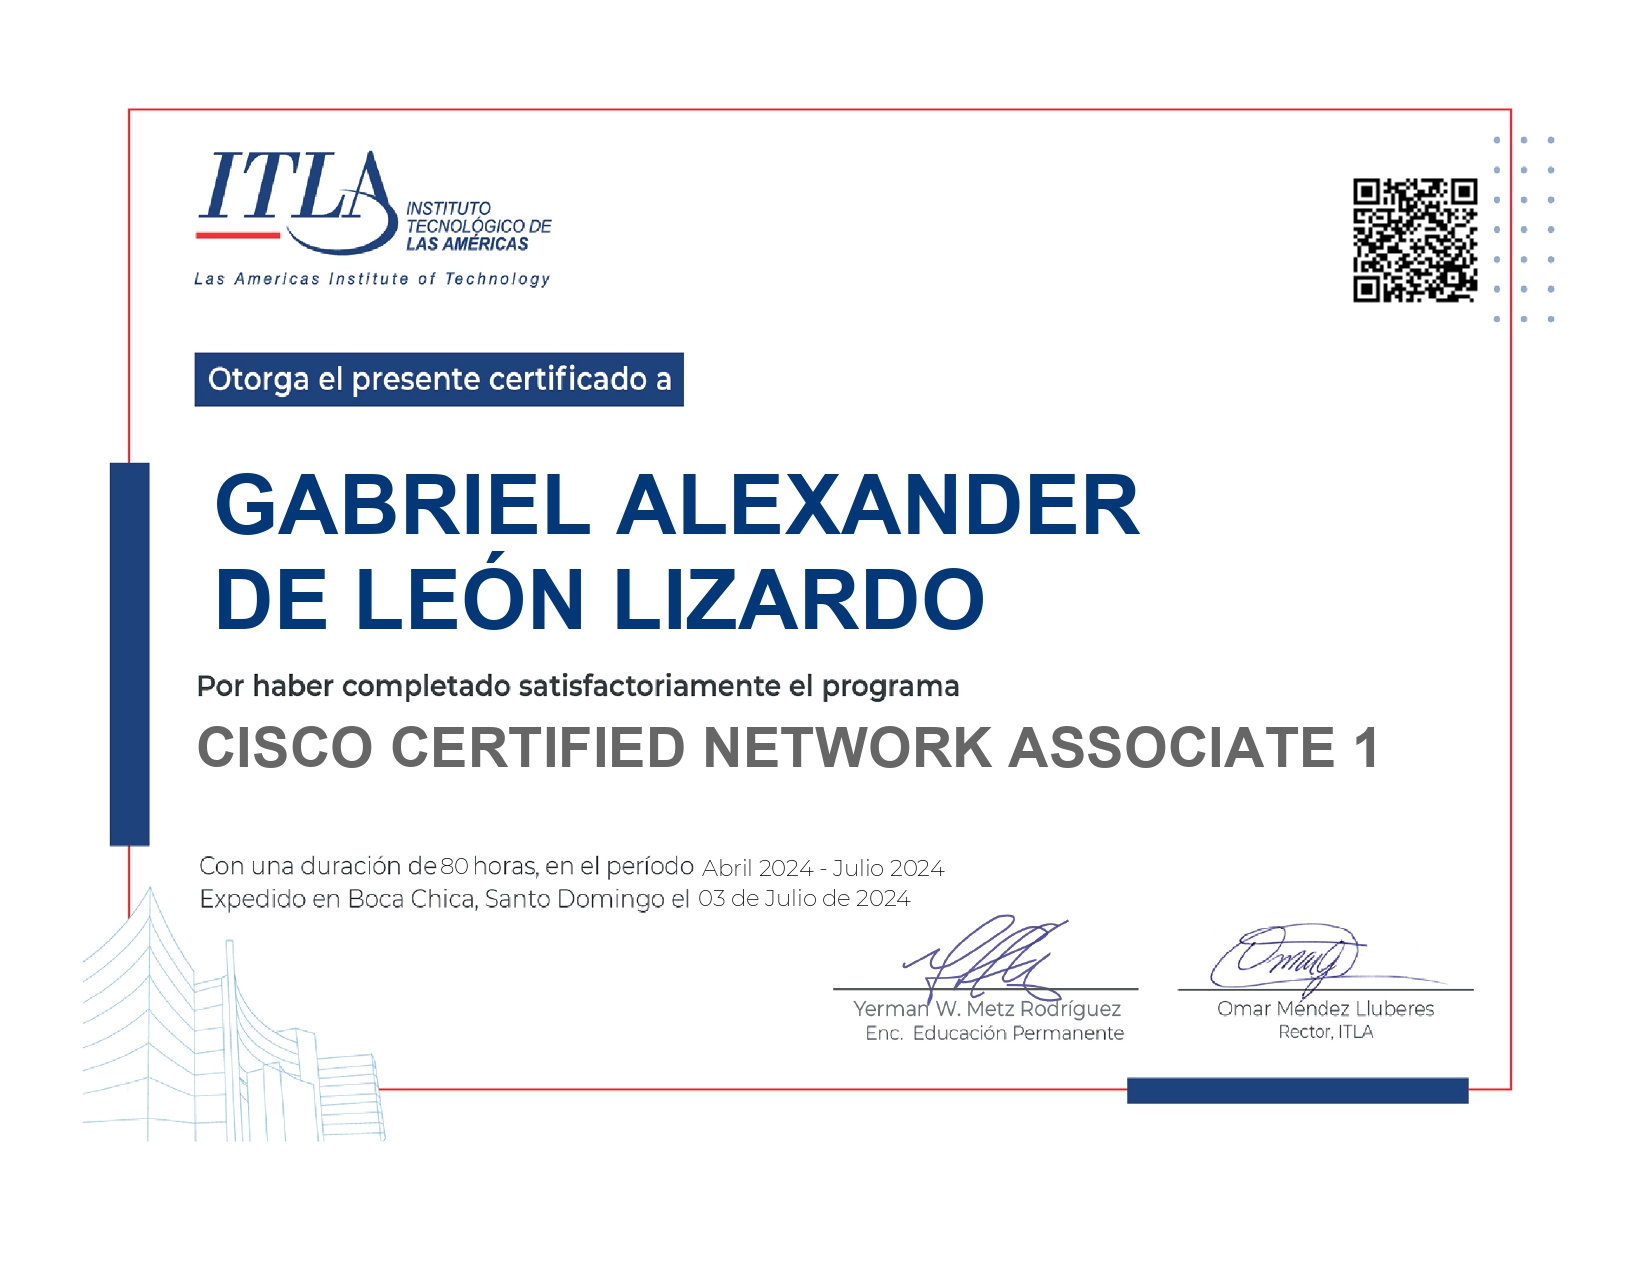 ITLA
INSTITUTO
TECNOLÓGICO DE
LAS AMÉRICAS
Las Americas Institute of Technology
Otorga el presente certificado a
GABRIEL ALEXANDER
DE LEÓN LIZARDO
Por haber completado satisfactoriamente el programa
CISCO CERTIFIED NETWORK ASSOCIATE 1
Con una duración de 80 horas, en el período Abril 2024 - Julio 2024
Expedido en Boca Chica, Santo Domingo el 03 de Julio de 2024
Yerman W. Metz Rodríguez
Enc. Educación Permanente
Omar Méndez Lluberes
Rector, ITLA